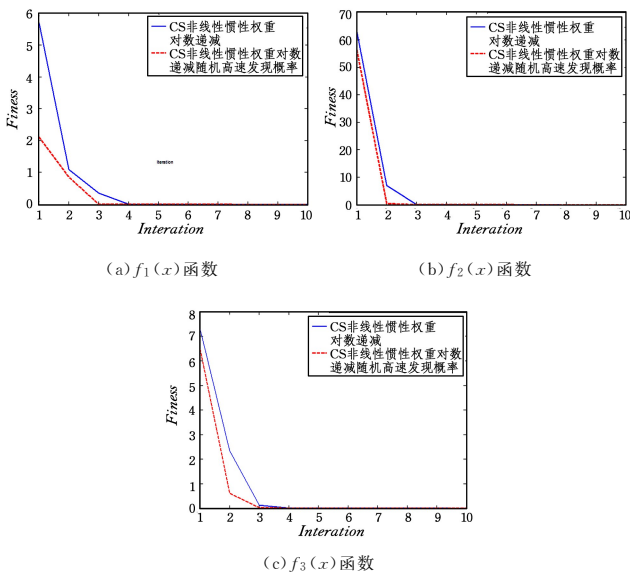 6
5
4
3
2
1
0
Finess
CS非线性惯性权重
对数递减
CS非线性惯性权重对数
递减随机高速发现概率
Iteration
1 2 3 4 5 6 7 8 9 10
Interation
(a) f1(x) 函数
70
60
50
40
30
20
10
0
Finess
CS非线性惯性权重
对数递减
CS非线性惯性权重对数
递减随机高速发现概率
1 2 3 4 5 6 7 8 9 10
Interation
(b) f2(x) 函数
8
7
6
5
4
3
2
1
0
Finess
CS非线性惯性权重
对数递减
CS非线性惯性权重对数
递减随机高速发现概率
1 2 3 4 5 6 7 8 9 10
Interation
(c) f3(x) 函数